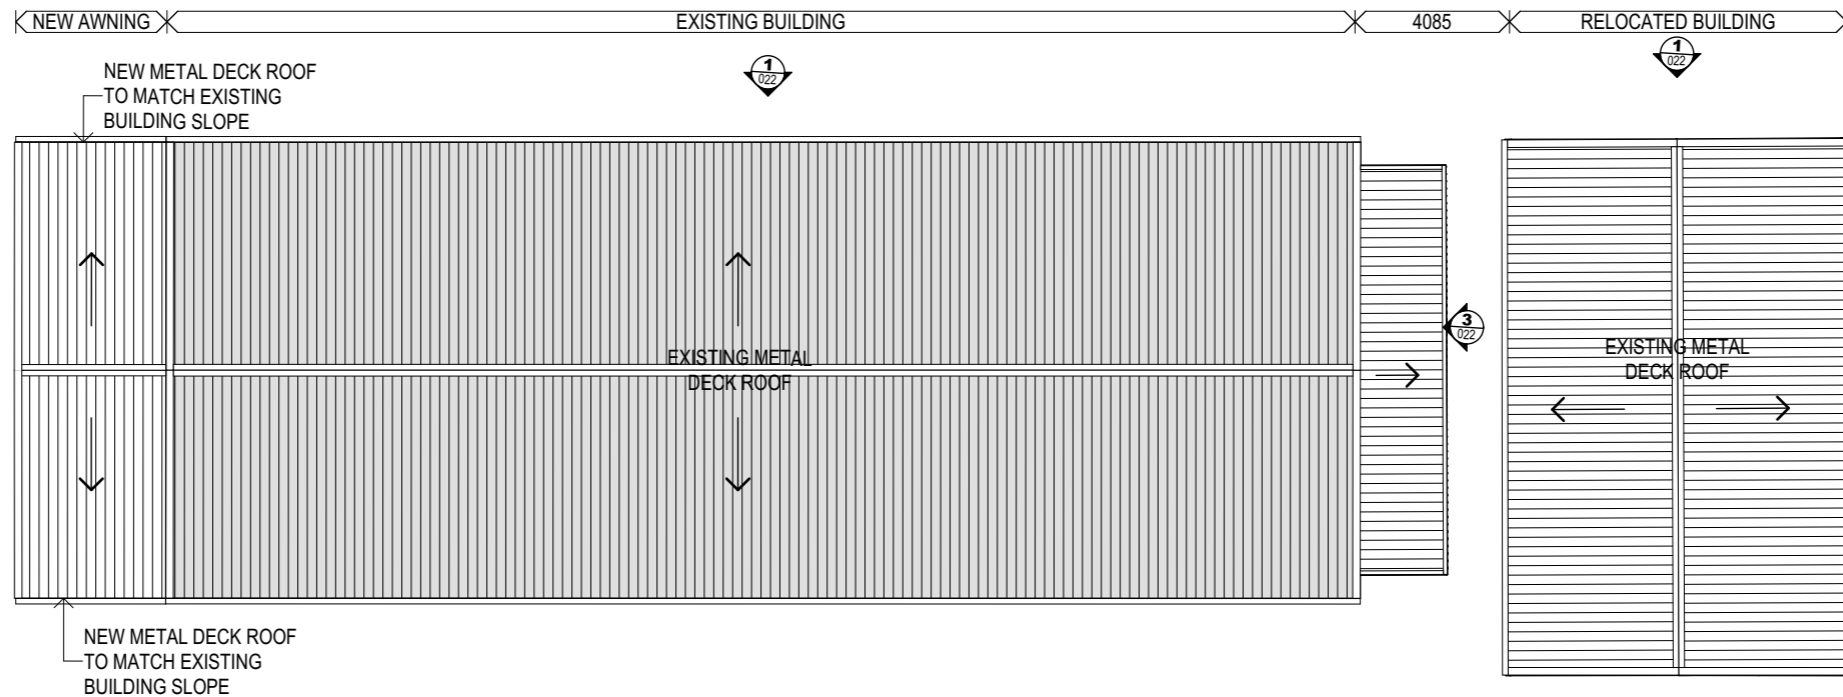 NEW AWNING
EXISTING BUILDING
4085
RELOCATED BUILDING
1
022
1
022
NEW METAL DECK ROOF
TO MATCH EXISTING
BUILDING SLOPE
3
022
EXISTING METAL
DECK ROOF
EXISTING METAL
DECK ROOF
NEW METAL DECK ROOF
TO MATCH EXISTING
BUILDING SLOPE